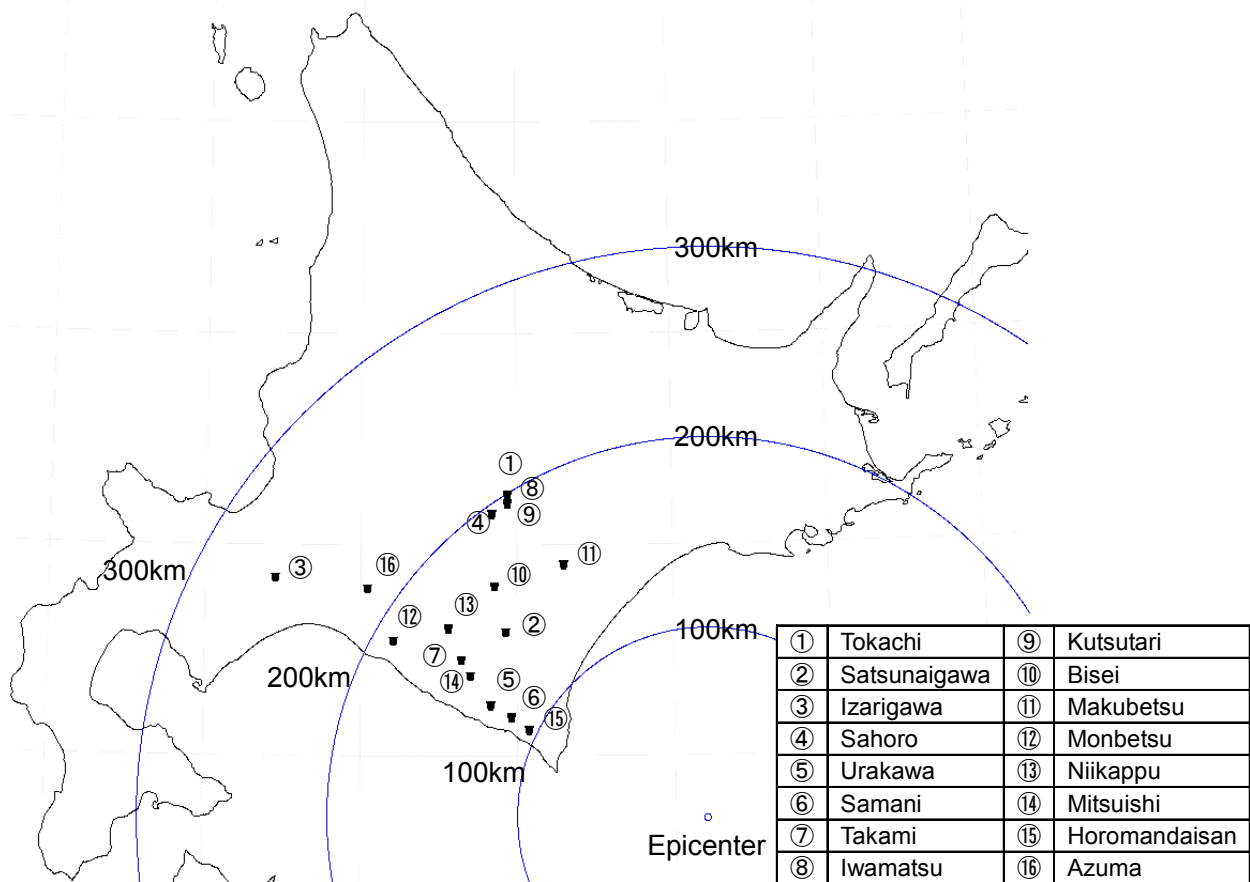 300km
200km
①
⑧
④ ⑨
⑪
300km ③ ⑯
⑩
⑫ ⑬
②
100km
⑦
200km ⑭
⑤ ⑥
⑮
100km
Epicenter
① Tokachi ⑨ Kutsutari
② Satsunaigawa ⑩ Bisei
③ Izarigawa ⑪ Makubetsu
④ Sahoro ⑫ Monbetsu
⑤ Urakawa ⑬ Niikappu
⑥ Samani ⑭ Mitsuishi
⑦ Takami ⑮ Horomandaisan
⑧ Iwamatsu ⑯ Azuma